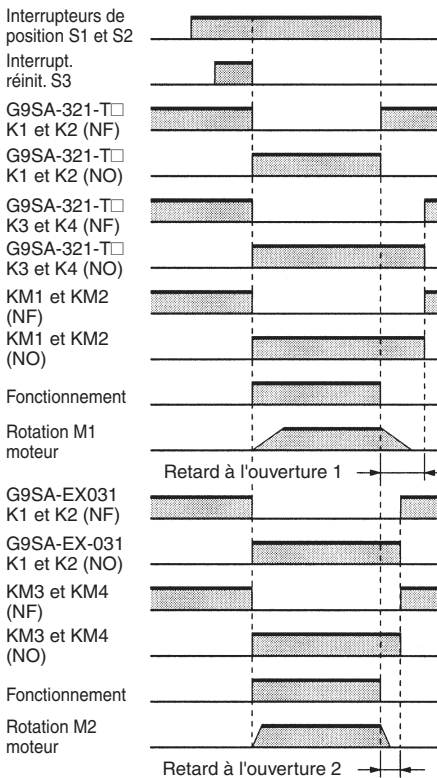 Interrupteurs de
position S1 et S2
Interrupt.
réinit. S3
G9SA-321-T□
K1 et K2 (NF)
G9SA-321-T□
K1 et K2 (NO)
G9SA-321-T□
K3 et K4 (NF)
G9SA-321-T□
K3 et K4 (NO)
KM1 et KM2
(NF)
KM1 et KM2
(NO)
Fonctionnement
Rotation M1
moteur
Retard à l'ouverture 1
G9SA-EX031
K1 et K2 (NF)
G9SA-EX-031
K1 et K2 (NO)
KM3 et KM4
(NF)
KM3 et KM4
(NO)
Fonctionnement
Rotation M2
moteur
Retard à l'ouverture 2